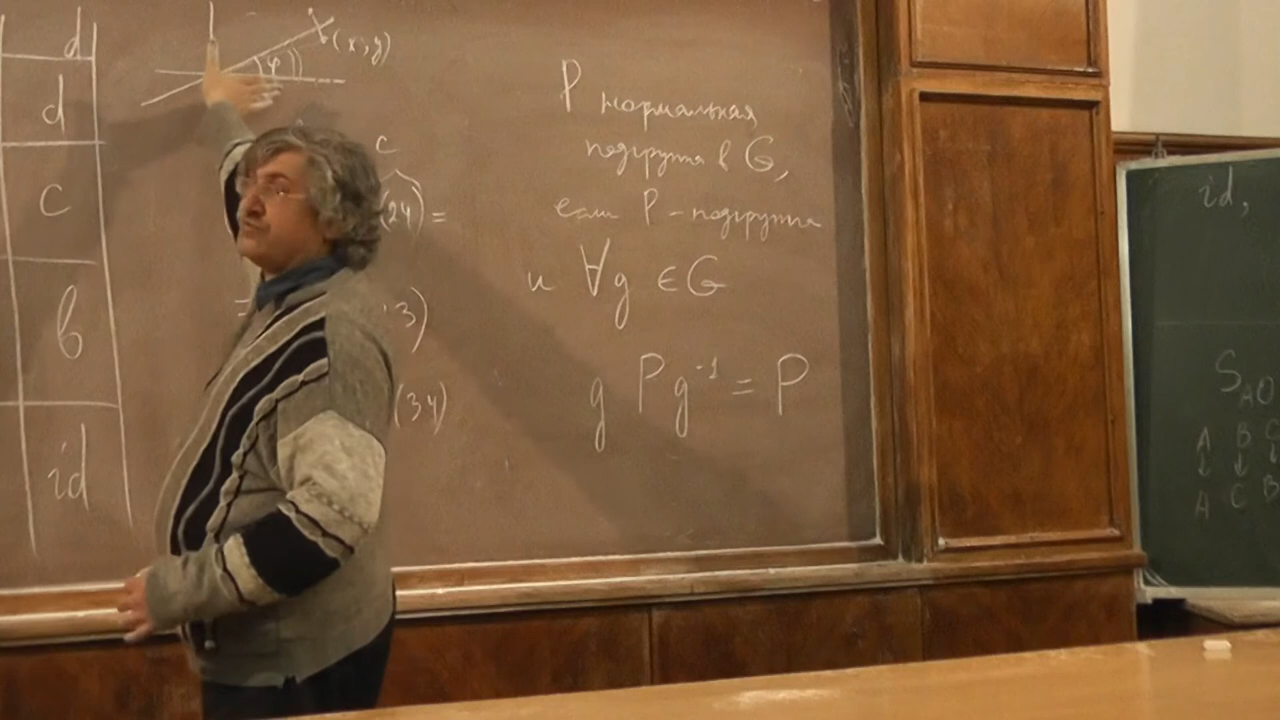 d
d
c
b
id
φ
(x, y)
c
(24) =
3)
(34)
P нормальная
подгруппа в G,
если P - подгруппа
и ∀g ∈ G
g P g⁻¹ = P
id,
S
A B C
↓ ↓ ↓
A C B